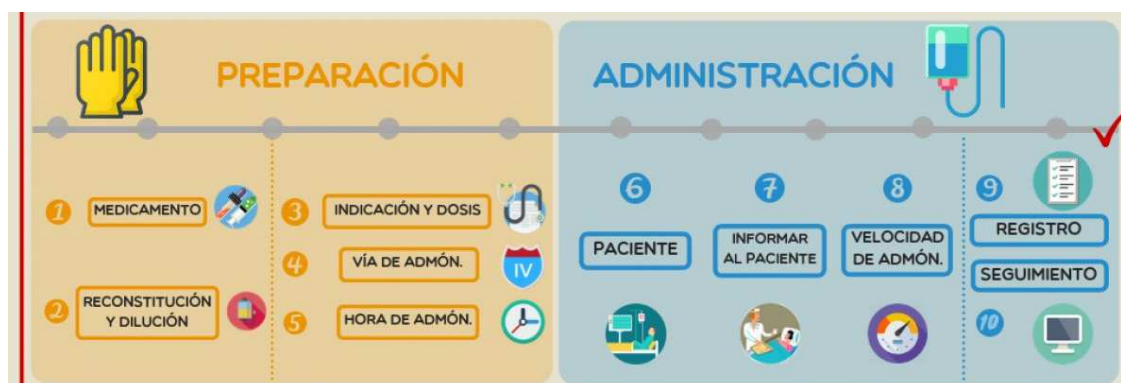 PREPARACIÓN
1 MEDICAMENTO
2 RECONSTITUCIÓN
Y DILUCIÓN
3 INDICACIÓN Y DOSIS
4 VÍA DE ADMÓN.
IV
5 HORA DE ADMÓN.
ADMINISTRACIÓN
6
PACIENTE
7
INFORMAR
AL PACIENTE
8
VELOCIDAD
DE ADMÓN.
9
REGISTRO
SEGUIMIENTO
10